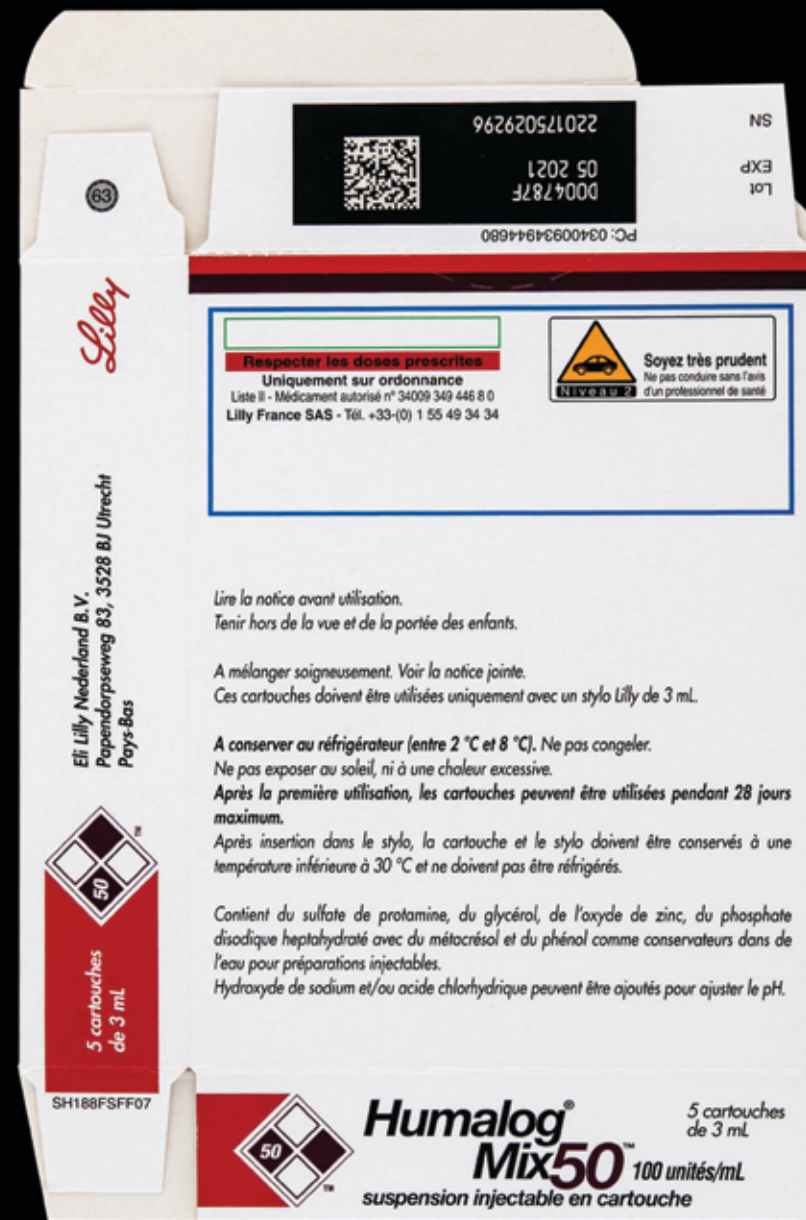 PC: 03400934944680
Lot D004787F
EXP 05 2021
SN 220175029296
63
Lilly
Eli Lilly Nederland B.V.
Papendorpseweg 83, 3528 BJ Utrecht
Pays-Bas
50
TM
5 cartouches
de 3 mL
SH188FSFF07
Respecter les doses prescrites
Uniquement sur ordonnance
Liste II - Médicament autorisé n° 34009 349 446 8 0
Lilly France SAS - Tél. +33-(0) 1 55 49 34 34
Niveau 2
Soyez très prudent
Ne pas conduire sans l'avis
d'un professionnel de santé
Lire la notice avant utilisation.
Tenir hors de la vue et de la portée des enfants.
A mélanger soigneusement. Voir la notice jointe.
Ces cartouches doivent être utilisées uniquement avec un stylo Lilly de 3 mL.
A conserver au réfrigérateur (entre 2 °C et 8 °C). Ne pas congeler.
Ne pas exposer au soleil, ni à une chaleur excessive.
Après la première utilisation, les cartouches peuvent être utilisées pendant 28 jours
maximum.
Après insertion dans le stylo, la cartouche et le stylo doivent être conservés à une
température inférieure à 30 °C et ne doivent pas être réfrigérés.
Contient du sulfate de protamine, du glycérol, de l'oxyde de zinc, du phosphate
disodique heptahydraté avec du métacrésol et du phénol comme conservateurs dans de
l'eau pour préparations injectables.
Hydroxyde de sodium et/ou acide chlorhydrique peuvent être ajoutés pour ajuster le pH.
50
TM
Humalog®
Mix50™ 100 unités/mL
suspension injectable en cartouche
5 cartouches
de 3 mL